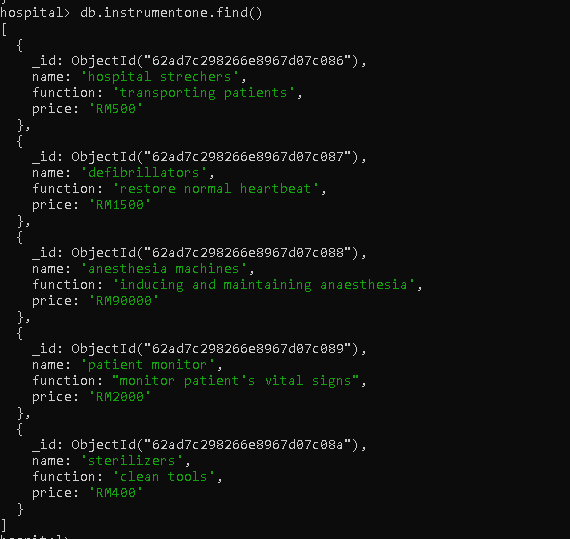 hospital> db.instrumentone.find()
[
  {
    _id: ObjectId("62ad7c298266e8967d07c086"),
    name: 'hospital strechers',
    function: 'transporting patients',
    price: 'RM500'
  },
  {
    _id: ObjectId("62ad7c298266e8967d07c087"),
    name: 'defibrillators',
    function: 'restore normal heartbeat',
    price: 'RM1500'
  },
  {
    _id: ObjectId("62ad7c298266e8967d07c088"),
    name: 'anesthesia machines',
    function: 'inducing and maintaining anaesthesia',
    price: 'RM90000'
  },
  {
    _id: ObjectId("62ad7c298266e8967d07c089"),
    name: 'patient monitor',
    function: "monitor patient's vital signs",
    price: 'RM2000'
  },
  {
    _id: ObjectId("62ad7c298266e8967d07c08a"),
    name: 'sterilizers',
    function: 'clean tools',
    price: 'RM400'
  }
]
hospital>